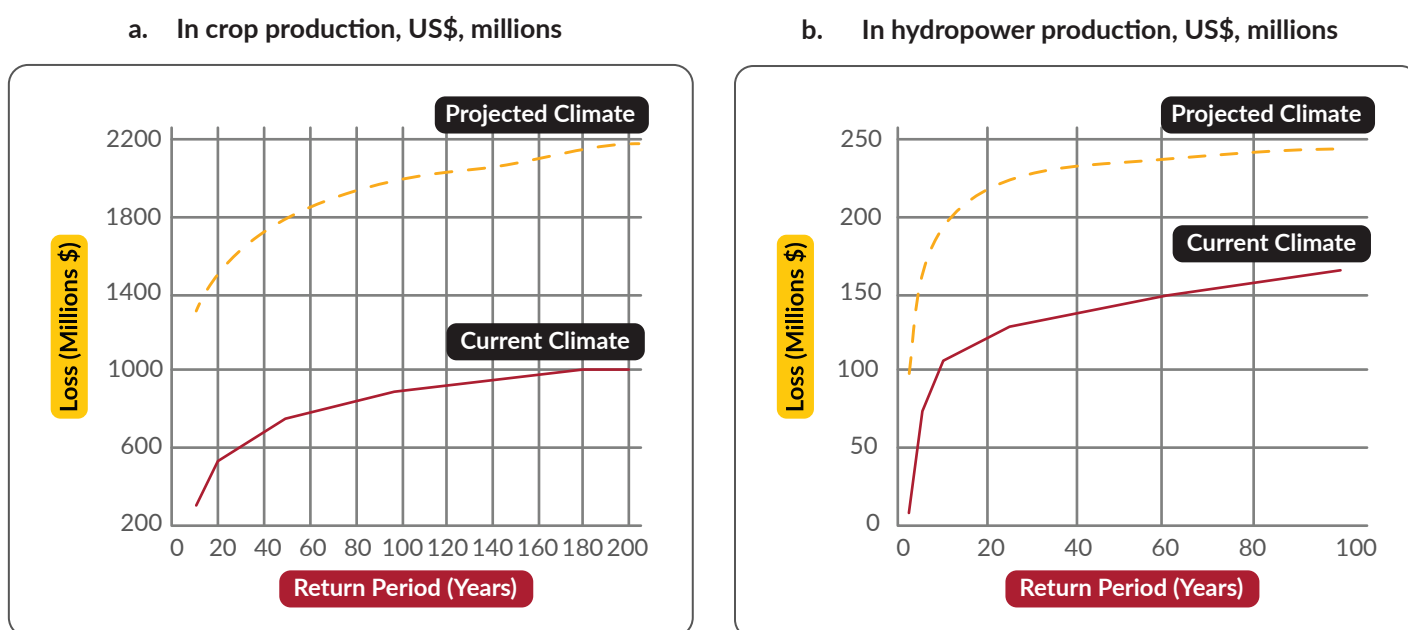 a. In crop production, US$, millions
Projected Climate
2200
1800
1400
1000
600
200
Loss (Millions $)
Current Climate
0 20 40 60 80 100 120 140 160 180 200
Return Period (Years)
b. In hydropower production, US$, millions
Projected Climate
250
200
150
100
50
0
Loss (Millions $)
Current Climate
0 20 40 60 80 100
Return Period (Years)